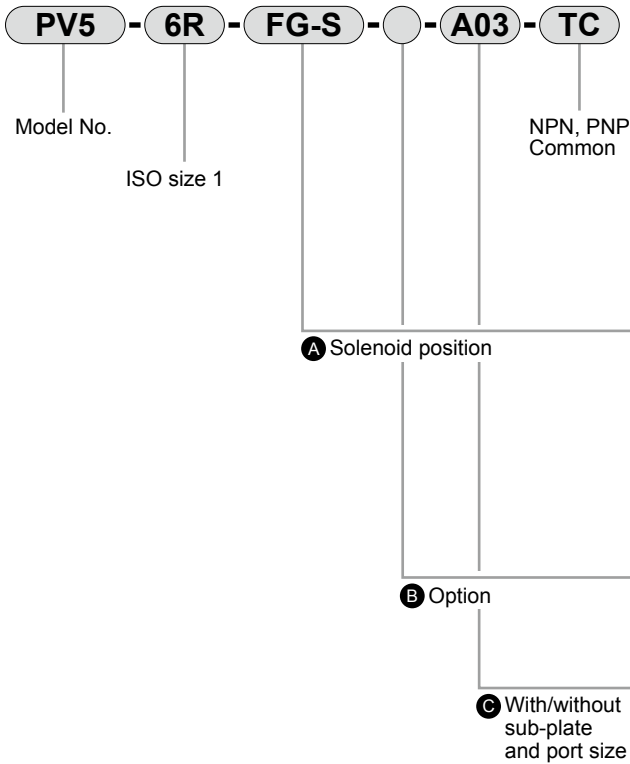 PV5 - 6R - FG-S - - A03 - TC
Model No.
NPN, PNP
Common
ISO size 1
A Solenoid position
B Option
C With/without
sub-plate
and port size